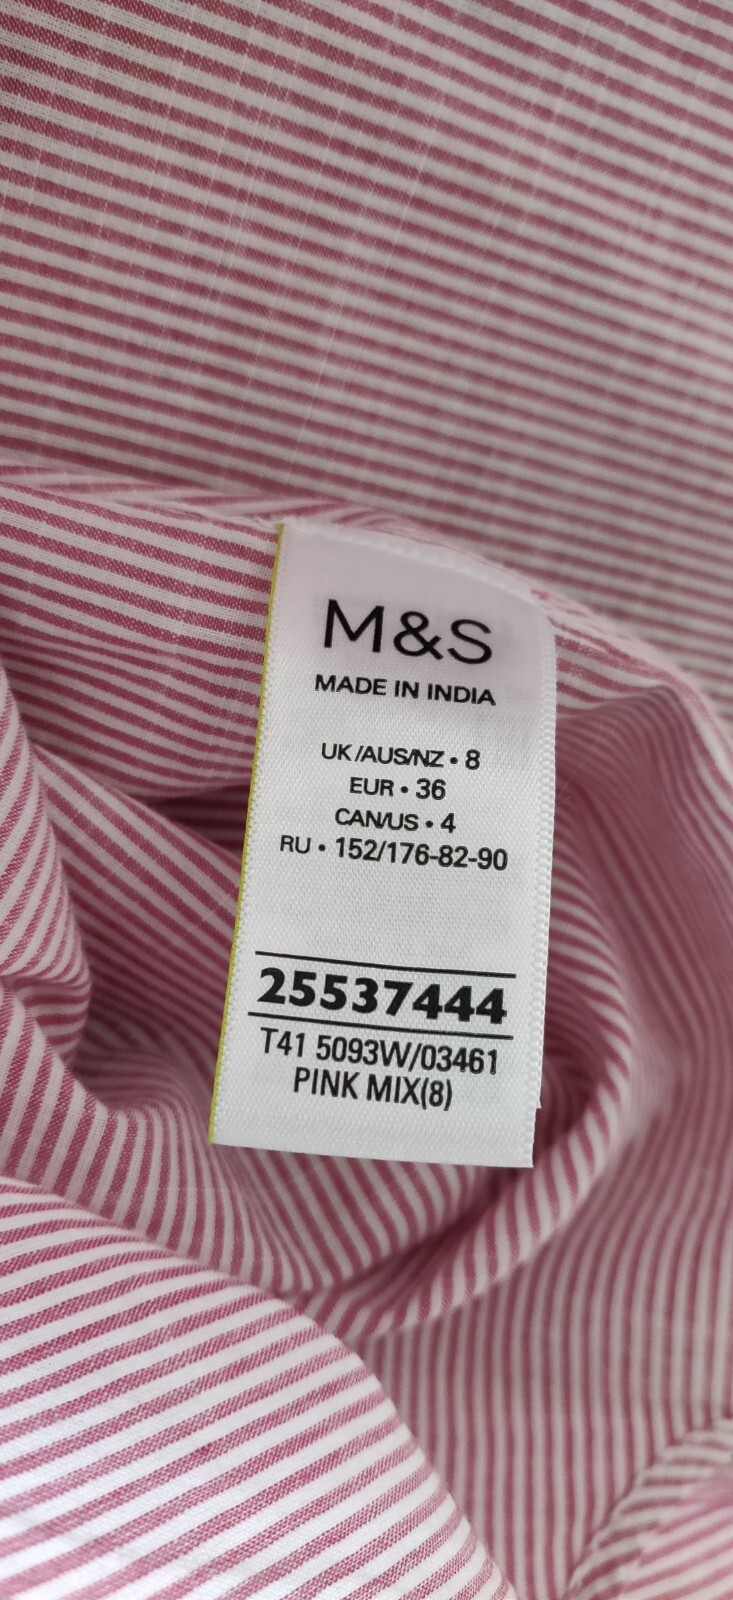 M&S
MADE IN INDIA
UK/AUS/NZ • 8
EUR • 36
CAN/US • 4
RU • 152/176-82-90
25537444
T41 5093W/03461
PINK MIX(8)